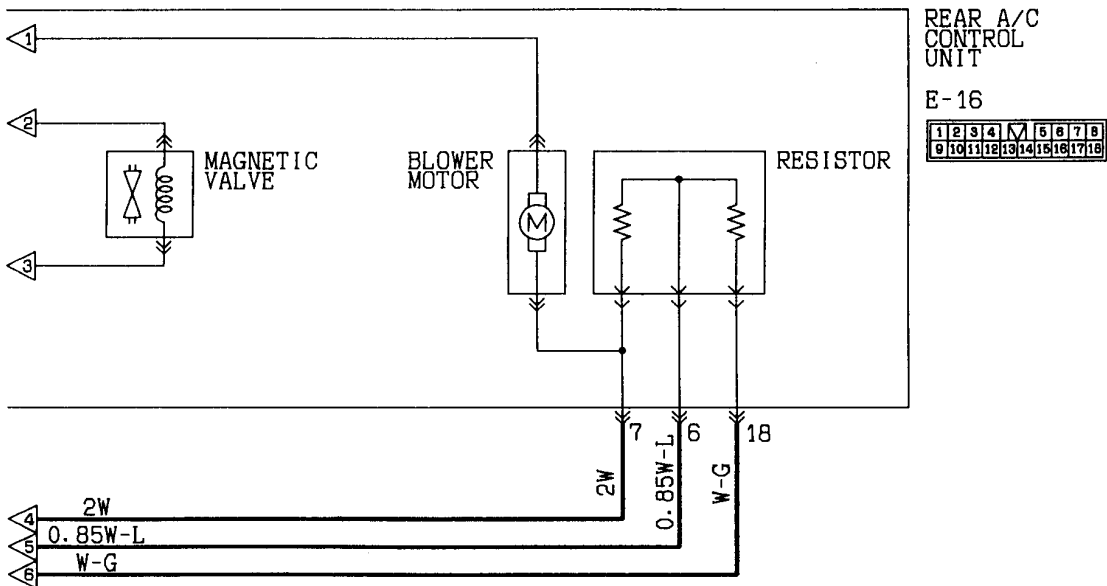 REAR A/C
CONTROL
UNIT
E-16
1 2 3 4 5 6 7 8
9 10 11 12 13 14 15 16 17 18
1
2
3
MAGNETIC
VALVE
BLOWER
MOTOR
M
RESISTOR
7 6 18
2W
0.85W-L
W-G
4 2W
5 0.85W-L
6 W-G